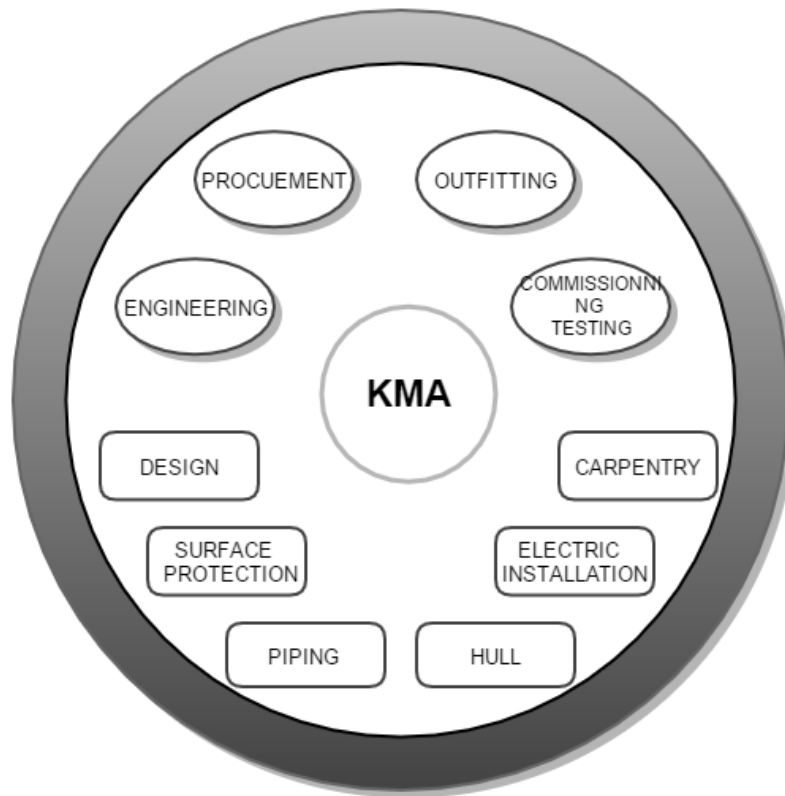 PROCUEMENT
OUTFITTING
ENGINEERING
COMMISSIONNI
NG
TESTING
KMA
DESIGN
CARPENTRY
SURFACE
PROTECTION
ELECTRIC
INSTALLATION
PIPING
HULL